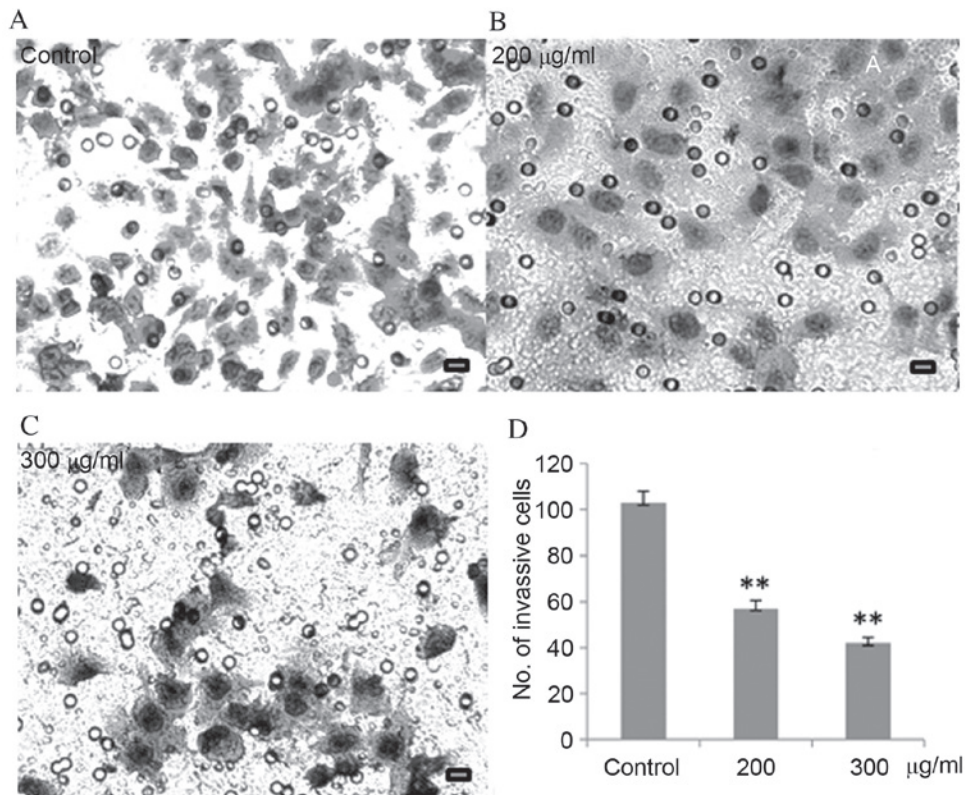 A
Control
B
200 µg/ml
A
C
300 µg/ml
D
No. of invassive cells
120
100
80
60
40
20
0
**
**
Control 200 300 µg/ml